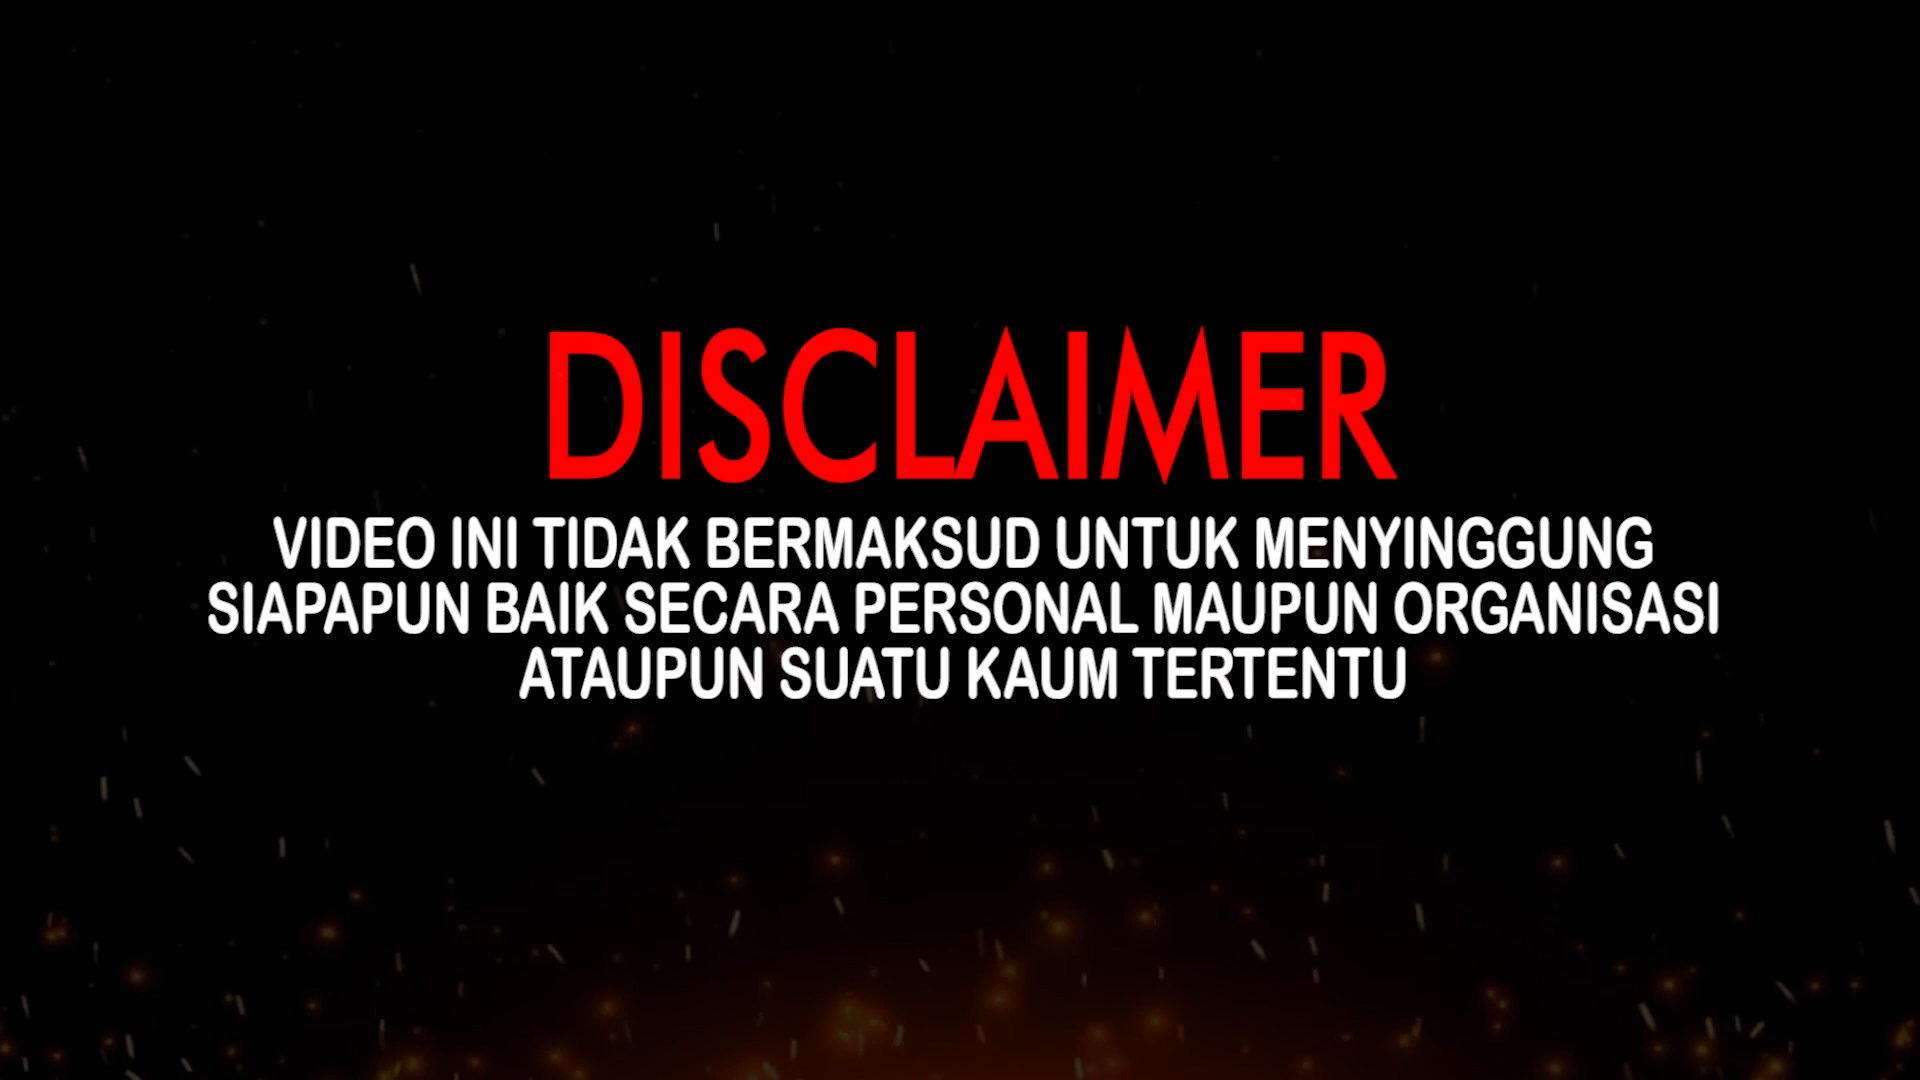 DISCLAIMER
VIDEO INI TIDAK BERMAKSUD UNTUK MENYINGGUNG
SIAPAPUN BAIK SECARA PERSONAL MAUPUN ORGANISASI
ATAUPUN SUATU KAUM TERTENTU